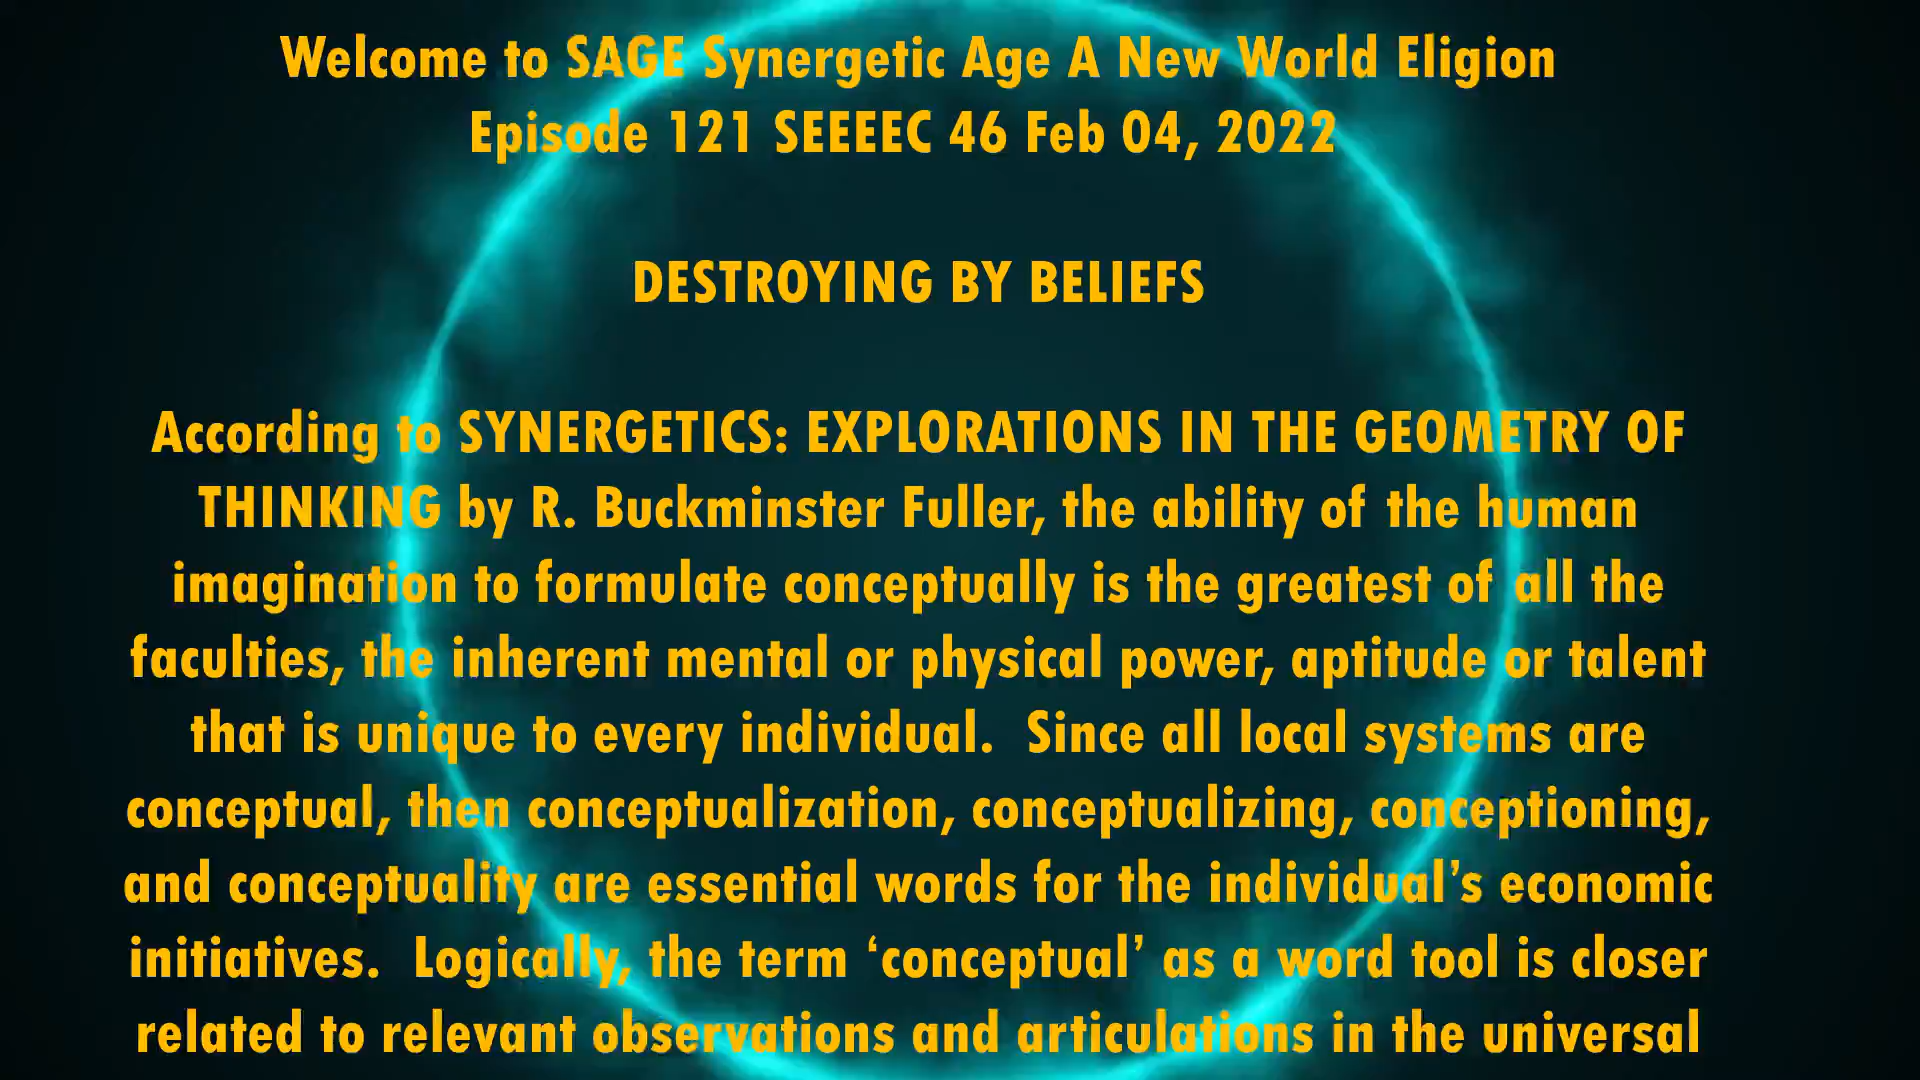 Welcome to SAGE Synergetic Age A New World Eligion
Episode 121 SEEEEC 46 Feb 04, 2022
DESTROYING BY BELIEFS
According to SYNERGETICS: EXPLORATIONS IN THE GEOMETRY OF
THINKING by R. Buckminster Fuller, the ability of the human
imagination to formulate conceptually is the greatest of all the
faculties, the inherent mental or physical power, aptitude or talent
that is unique to every individual.  Since all local systems are
conceptual, then conceptualization, conceptualizing, conceptioning,
and conceptuality are essential words for the individual’s economic
initiatives.  Logically, the term ‘conceptual’ as a word tool is closer
related to relevant observations and articulations in the universal